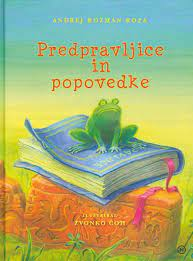 ANDREJ ROZMAN ROZA
Predpravljice in
popovedke
ILUSTRIRAL
ZVONKO ČOH